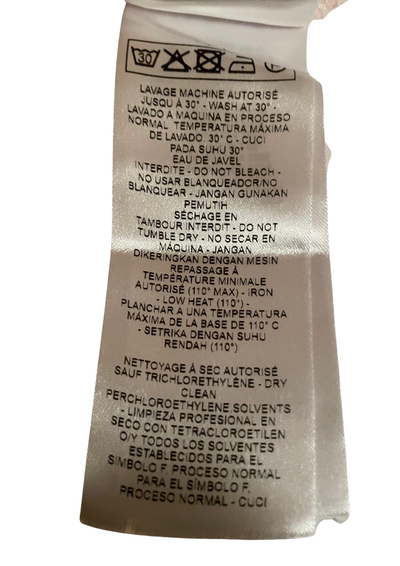 30 P
LAVAGE MACHINE AUTORISÉ
JUSQU À 30° - WASH AT 30° -
LAVADO A MAQUINA EN PROCESO
NORMAL TEMPERATURA MÁXIMA
DE LAVADO 30° C - CUCI
PADA SUHU 30°
EAU DE JAVEL
INTERDITE - DO NOT BLEACH -
NO USAR BLANQUEADOR/NO
BLANQUEAR - JANGAN GUNAKAN
PEMUTIH
SÉCHAGE EN
TAMBOUR INTERDIT - DO NOT
TUMBLE DRY - NO SECAR EN
MÁQUINA - JANGAN
DIKERINGKAN DENGAN MESIN
REPASSAGE À
TEMPÉRATURE MINIMALE
AUTORISÉ (110° MAX) - IRON
- LOW HEAT (110°) -
PLANCHAR A UNA TEMPERATURA
MÁXIMA DE LA BASE DE 110° C
- SETRIKA DENGAN SUHU
RENDAH (110°)
NETTOYAGE À SEC AUTORISÉ
SAUF TRICHLORETHYLÈNE - DRY
CLEAN
PERCHLOROETHYLENE SOLVENTS
- LIMPIEZA PROFESIONAL EN
SECO CON TETRACLOROETILEN
O/Y TODOS LOS SOLVENTES
ESTABLECIDOS PARA EL
SÍMBOLO F. PROCESO NORMAL
PARA EL SÍMBOLO F,
PROCESO NORMAL - CUCI